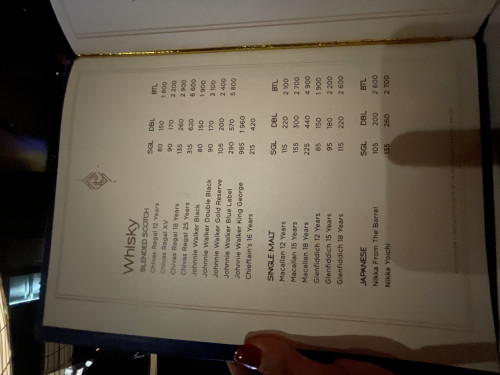 Whisky
BLENDED SCOTCH SGL DBL BTL
Chivas Regal 12 Years 80 150 1 800
Chivas Regal XV 90 170 2 200
Chivas Regal 18 Years 135 260 2 900
Chivas Regal 25 Years 315 620 6 600
Johnnie Walker Black 80 150 1 900
Johnnie Walker Double Black 90 170 2 100
Johnnie Walker Gold Reserve 105 200 2 400
Johnnie Walker Blue Label 290 570 5 800
Johnnie Walker King George 985 1 960
Chieftain's 16 Years 215 420
SINGLE MALT SGL DBL BTL
Macallan 12 Years 115 220 2 100
Macallan 15 Years 155 300 2 700
Macallan 18 Years 225 440 4 900
Glenfiddich 12 Years 85 150 1 900
Glenfiddich 15 Years 95 180 2 200
Glenfiddich 18 Years 115 220 2 600
JAPANESE SGL DBL BTL
Nikka From The Barrel 105 200 2 600
Nikka Yoichi 135 260 2 700